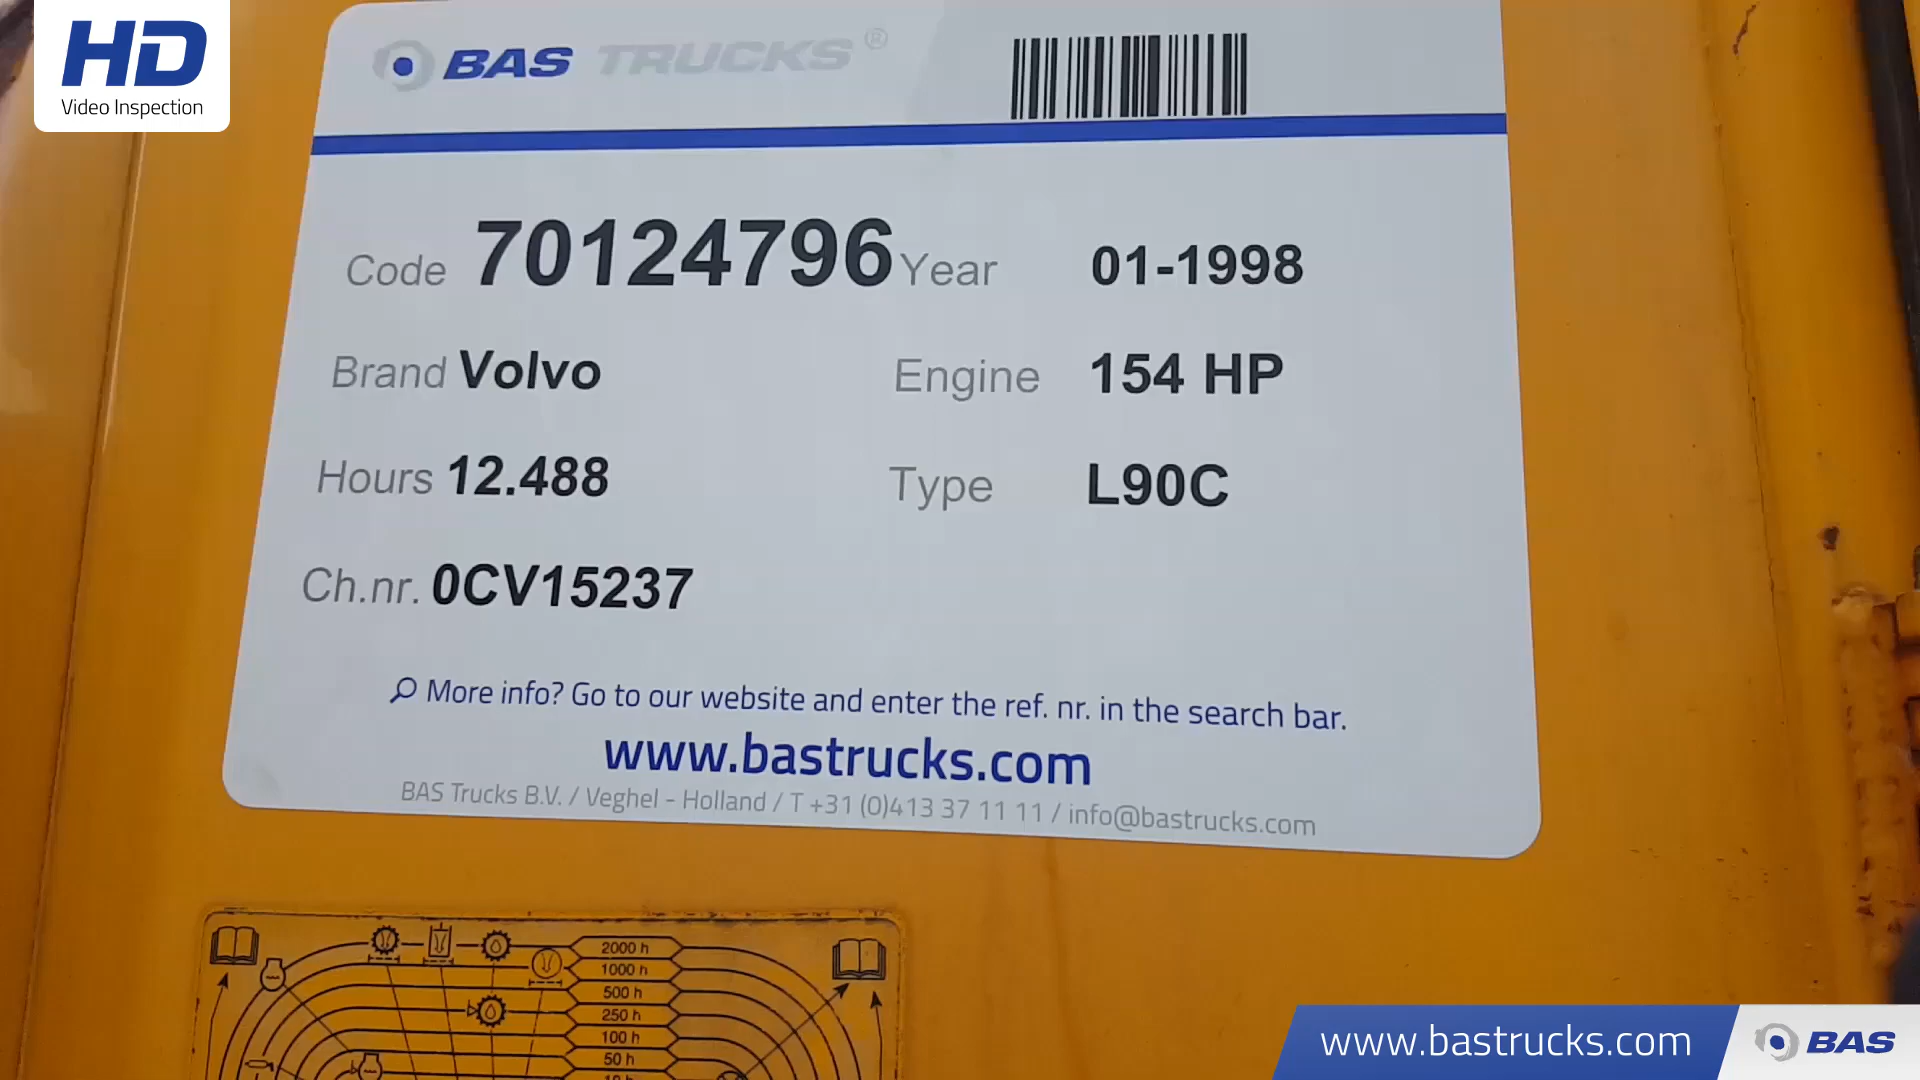 HD
Video Inspection
BAS TRUCKS®
Code 70124796 Year 01-1998
Brand Volvo Engine 154 HP
Hours 12.488 Type L90C
Ch.nr. 0CV15237
More info? Go to our website and enter the ref. nr. in the search bar.
www.bastrucks.com
BAS Trucks B.V. / Veghel - Holland / T +31 (0)413 37 11 11 / info@bastrucks.com
2000 h
1000 h
500 h
250 h
100 h
50 h
www.bastrucks.com BAS